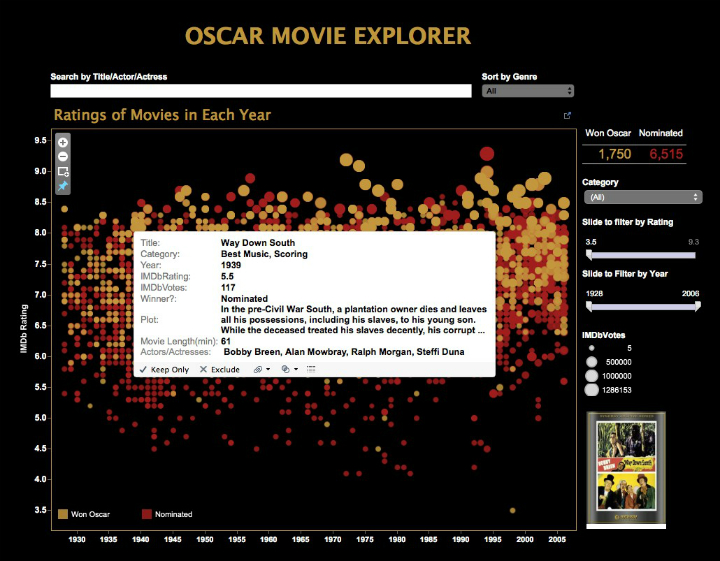 OSCAR MOVIE EXPLORER
Search by Title/Actor/Actress
Sort by Genre
All
Ratings of Movies in Each Year
Won Oscar Nominated
1,750 6,515
Category
(All)
Slide to filter by Rating
3.5 9.3
Slide to Filter by Year
1928 2006
IMDbVotes
5
500000
1000000
1286153
IMDb Rating
9.5
9.0
8.5
8.0
7.5
7.0
6.5
6.0
5.5
5.0
4.5
4.0
3.5
Title: Way Down South
Category: Best Music, Scoring
Year: 1939
IMDbRating: 5.5
IMDbVotes: 117
Winner?: Nominated
Plot: In the pre-Civil War South, a plantation owner dies and leaves
all his possessions, including his slaves, to his young son.
While the deceased treated his slaves decently, his corrupt ...
Movie Length(min): 61
Actors/Actresses: Bobby Breen, Alan Mowbray, Ralph Morgan, Steffi Duna
Keep Only Exclude
Won Oscar Nominated
1930 1935 1940 1945 1950 1955 1960 1965 1970 1975 1980 1985 1990 1995 2000 2005
Way Down South